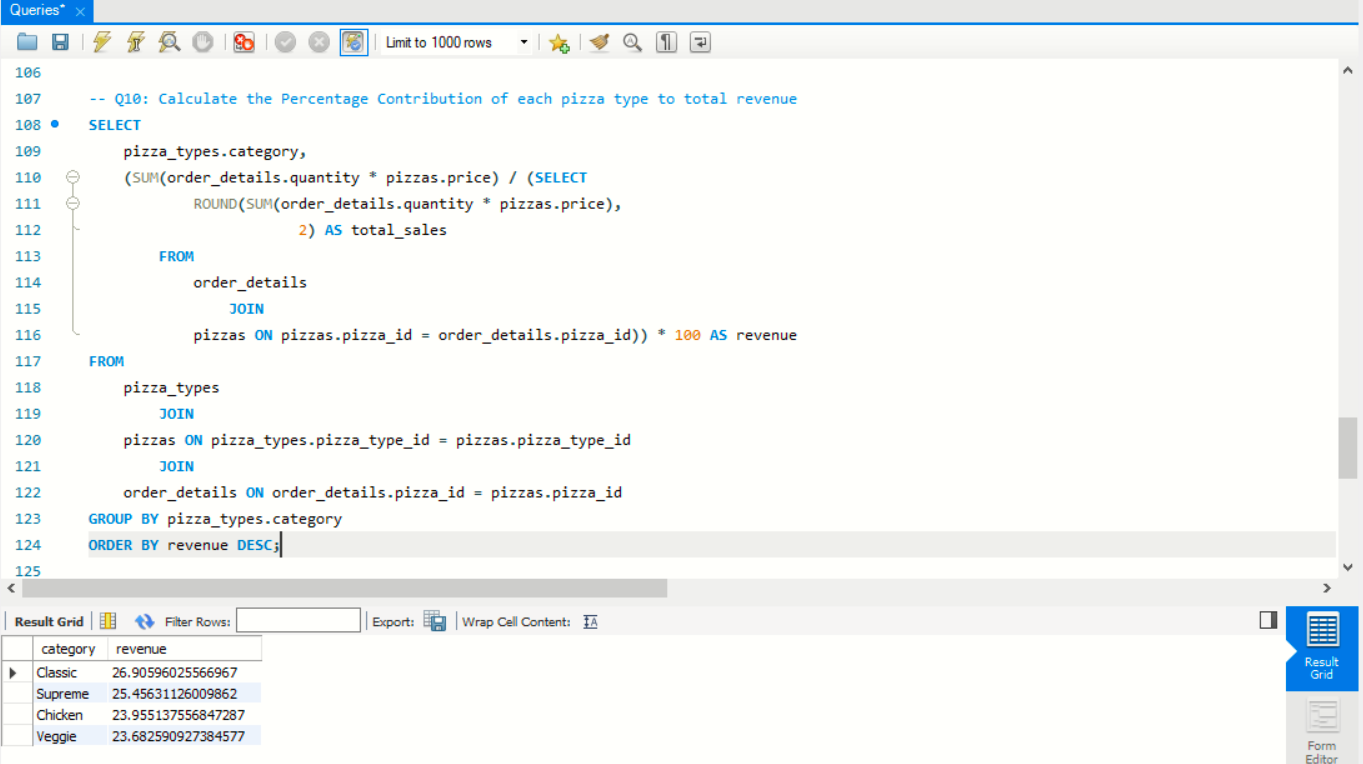 Queries*
Limit to 1000 rows
106
107 -- Q10: Calculate the Percentage Contribution of each pizza type to total revenue
108 SELECT
109 pizza_types.category,
110 (SUM(order_details.quantity * pizzas.price) / (SELECT
111 ROUND(SUM(order_details.quantity * pizzas.price),
112 2) AS total_sales
113 FROM
114 order_details
115 JOIN
116 pizzas ON pizzas.pizza_id = order_details.pizza_id)) * 100 AS revenue
117 FROM
118 pizza_types
119 JOIN
120 pizzas ON pizza_types.pizza_type_id = pizzas.pizza_type_id
121 JOIN
122 order_details ON order_details.pizza_id = pizzas.pizza_id
123 GROUP BY pizza_types.category
124 ORDER BY revenue DESC;
125
Result Grid Filter Rows: Export: Wrap Cell Content:
category revenue
Classic 26.90596025566967
Supreme 25.45631126009862
Chicken 23.955137556847287
Veggie 23.682590927384577
Result
Grid
Form
Editor